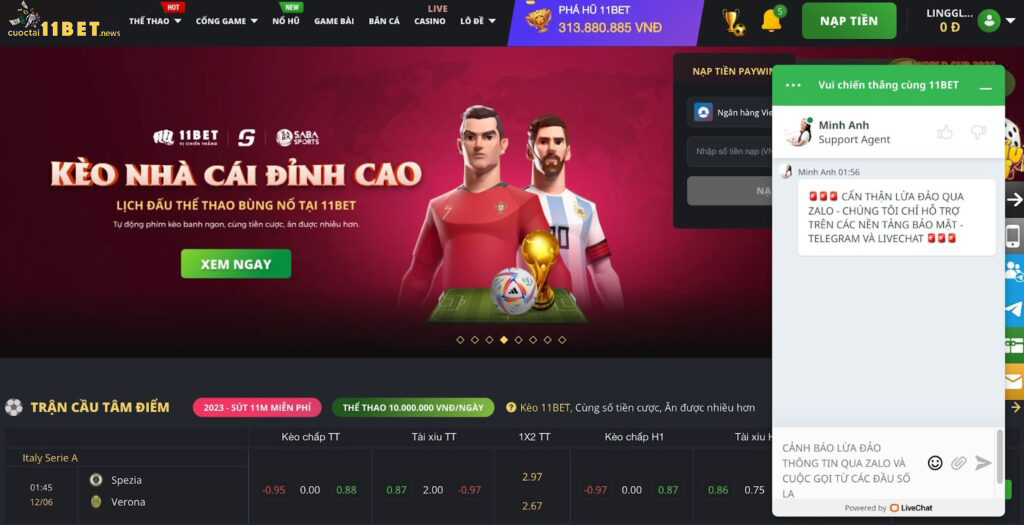 HOT
NEW
LIVE
cuoctai11BET.news
THỂ THAO
CỔNG GAME
NỔ HŨ
GAME BÀI
BẮN CÁ
CASINO
LÔ ĐỀ
PHÁ HŨ 11BET
313.880.885 VNĐ
5
NẠP TIỀN
LINGGL...
0 Đ
NẠP TIỀN PAYWIN
Ngân hàng Vie
Nhập số tiền nạp (VN
NẠ
11BET
VỊ CHIẾN THẮNG
SABA
SPORTS
KÈO NHÀ CÁI ĐỈNH CAO
LỊCH ĐẤU THỂ THAO BÙNG NỔ TẠI 11BET
Tự động phím kèo banh ngon, cùng tiền cược, ăn được nhiều hơn.
XEM NGAY
Vui chiến thắng cùng 11BET
Minh Anh
Support Agent
Minh Anh 01:56
🚨🚨🚨 CẨN THẬN LỪA ĐẢO QUA
ZALO - CHÚNG TÔI CHỈ HỖ TRỢ
TRÊN CÁC NỀN TẢNG BẢO MẬT -
TELEGRAM VÀ LIVECHAT 🚨🚨🚨
CẢNH BÁO LỪA ĐẢO
THÔNG TIN QUA ZALO VÀ
CUỘC GỌI TỪ CÁC ĐẦU SỐ
LẠ
Powered by LiveChat
TRẬN CẦU TÂM ĐIỂM
2023 - SÚT 11M MIỄN PHÍ
THỂ THAO 10.000.000 VNĐ/NGÀY
Kèo 11BET, Cùng số tiền cược, Ăn được nhiều hơn
Kèo chấp TT
Tài xỉu TT
1X2 TT
Kèo chấp H1
Tài xỉu H
Italy Serie A
01:45
12/06
Spezia
Verona
-0.95 0.00 0.88
0.87 2.00 -0.97
2.97
2.67
-0.97 0.00 0.87
0.86 0.75